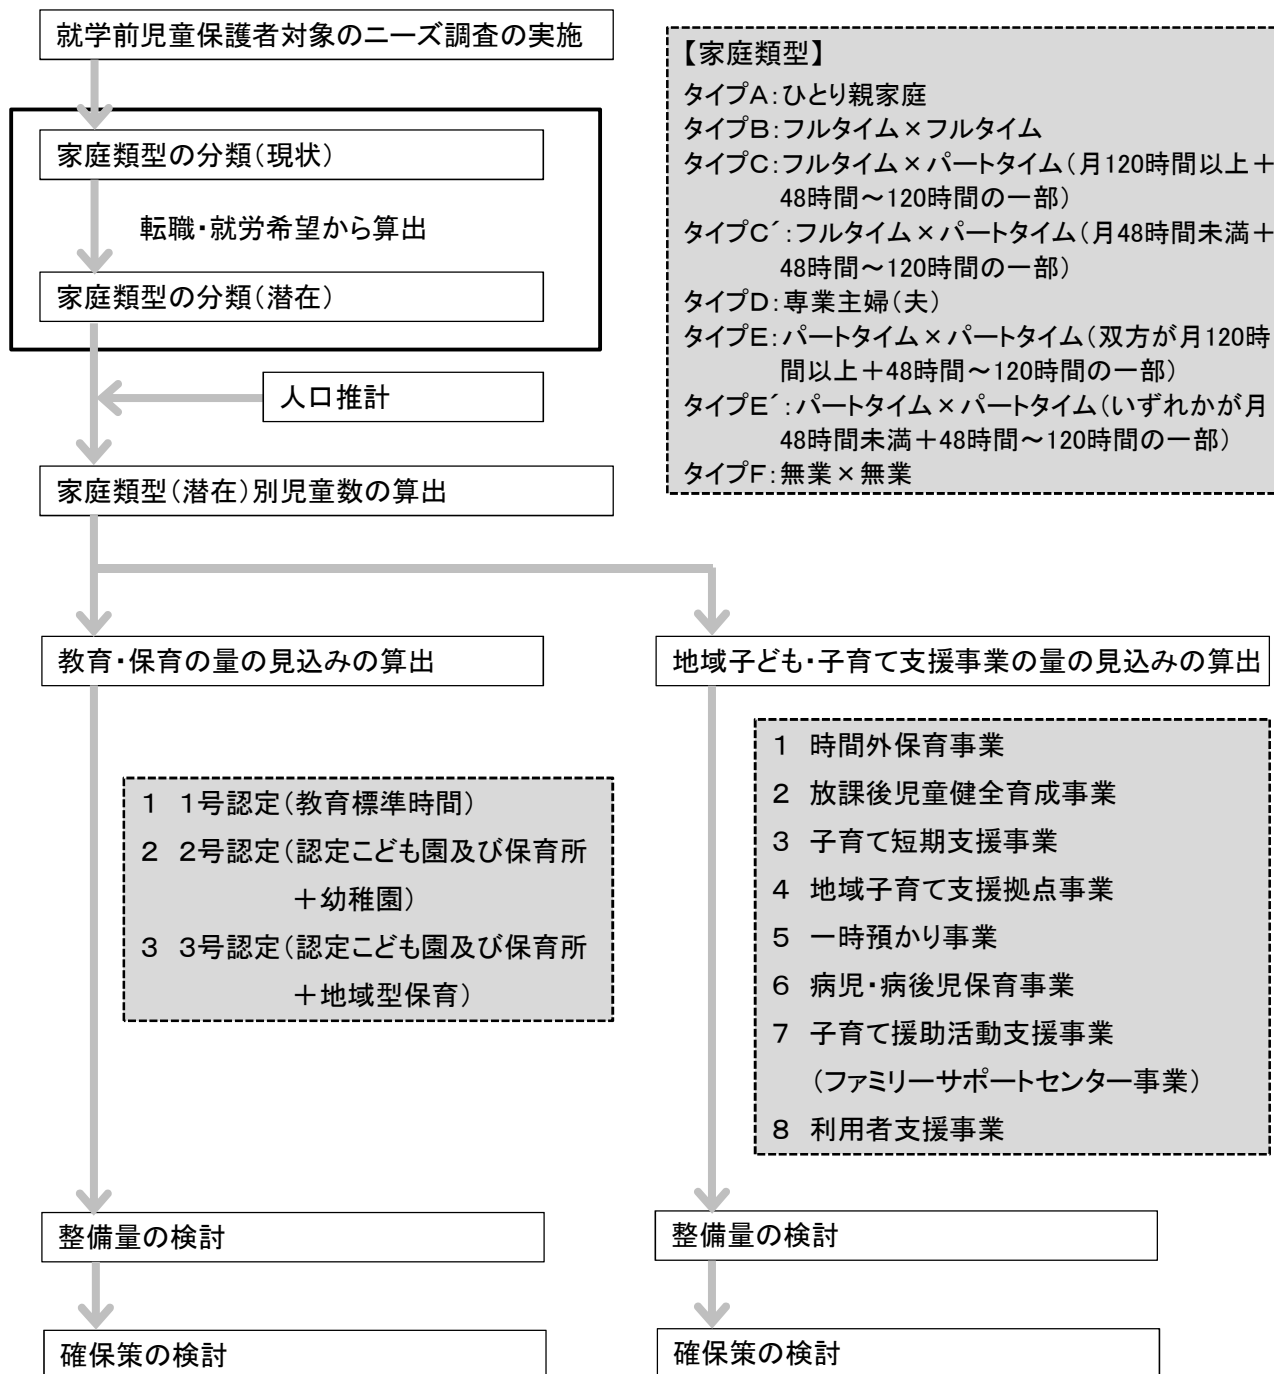 就学前児童保護者対象のニーズ調査の実施
家庭類型の分類（現状）
転職・就労希望から算出
家庭類型の分類（潜在）
人口推計
家庭類型（潜在）別児童数の算出
【家庭類型】
タイプA：ひとり親家庭
タイプB：フルタイム×フルタイム
タイプC：フルタイム×パートタイム（月120時間以上＋
48時間～120時間の一部）
タイプC´：フルタイム×パートタイム（月48時間未満＋
48時間～120時間の一部）
タイプD：専業主婦（夫）
タイプE：パートタイム×パートタイム（双方が月120時
間以上＋48時間～120時間の一部）
タイプE´：パートタイム×パートタイム（いずれかが月
48時間未満＋48時間～120時間の一部）
タイプF：無業×無業
教育・保育の量の見込みの算出
１ １号認定（教育標準時間）
２ ２号認定（認定こども園及び保育所
＋幼稚園）
３ ３号認定（認定こども園及び保育所
＋地域型保育）
整備量の検討
確保策の検討
地域子ども・子育て支援事業の量の見込みの算出
１ 時間外保育事業
２ 放課後児童健全育成事業
３ 子育て短期支援事業
４ 地域子育て支援拠点事業
５ 一時預かり事業
６ 病児・病後児保育事業
７ 子育て援助活動支援事業
（ファミリーサポートセンター事業）
８ 利用者支援事業
整備量の検討
確保策の検討